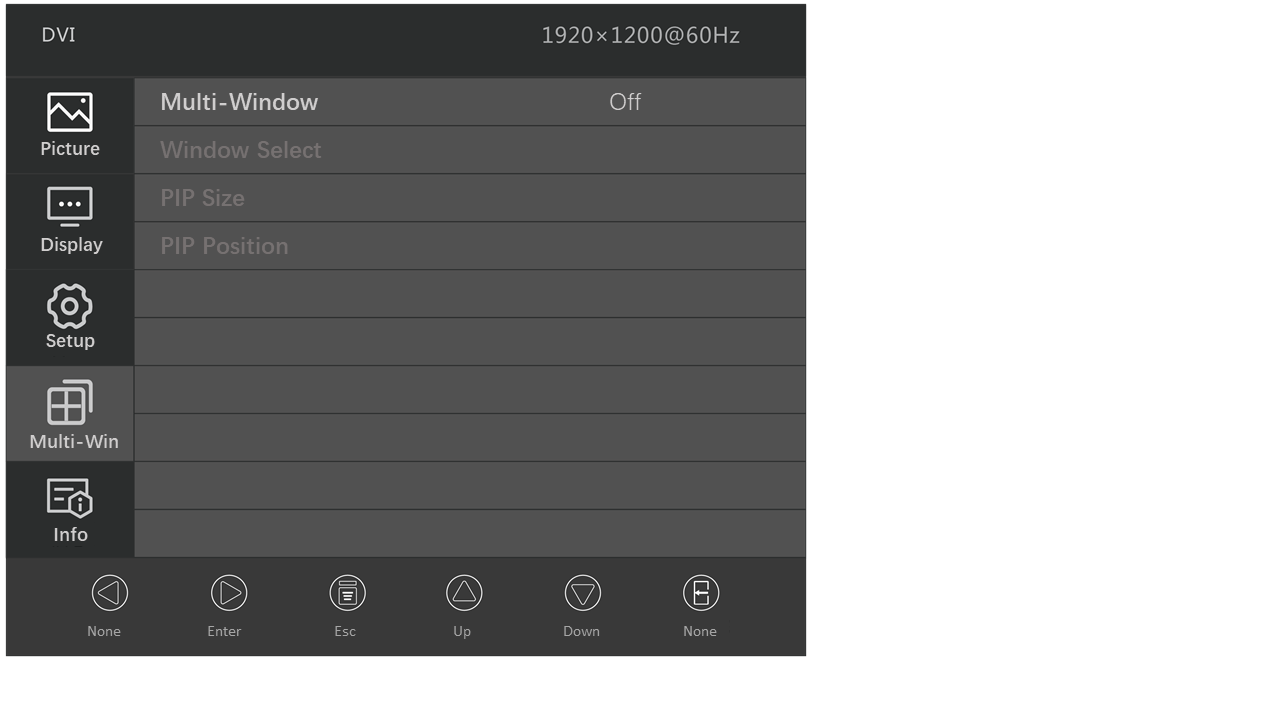 DVI 1920×1200@60Hz
Picture
Display
Setup
Multi-Win
Info
Multi-Window Off
Window Select
PIP Size
PIP Position
None Enter Esc Up Down None